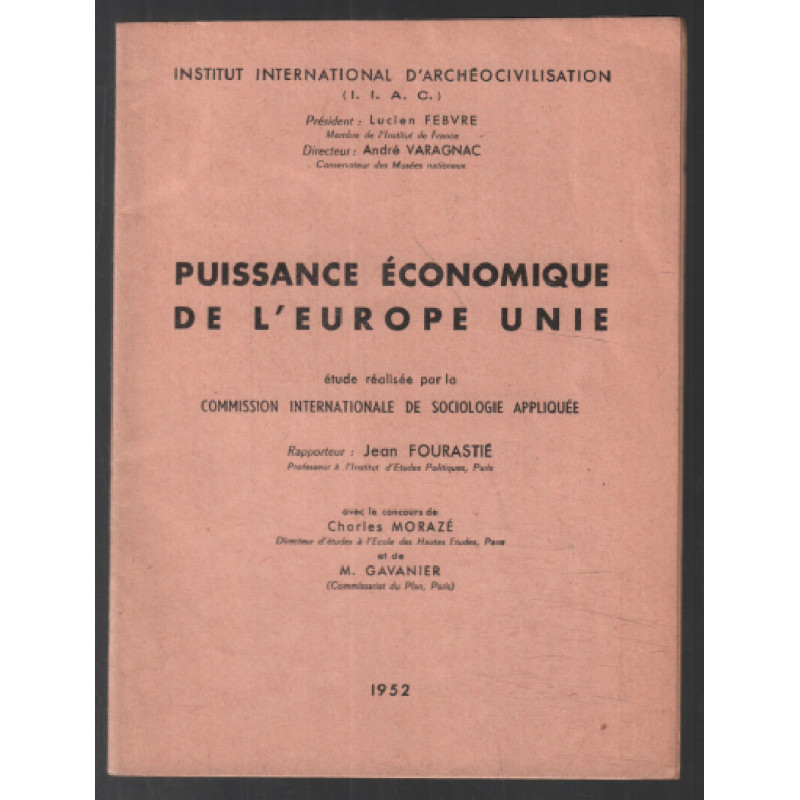 INSTITUT INTERNATIONAL D'ARCHÉOCIVILISATION
(I. I. A. C.)
Président : Lucien FEBVRE
Membre de l'Institut de France
Directeur : André VARAGNAC
Conservateur des Musées nationaux
PUISSANCE ÉCONOMIQUE
DE L'EUROPE UNIE
étude réalisée par la
COMMISSION INTERNATIONALE DE SOCIOLOGIE APPLIQUÉE
Rapporteur : Jean FOURASTIÉ
Professeur à l'Institut d'Etudes Politiques, Paris
avec le concours de
Charles MORAZÉ
Directeur d'études à l'Ecole des Hautes Etudes, Paris
et de
M. GAVANIER
(Commissariat du Plan, Paris)
1952